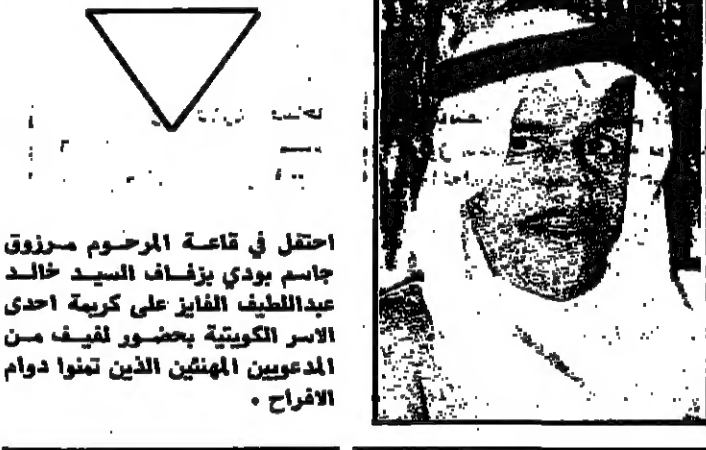 احتفل في قاعة المرحوم مرزوق
جاسم بودي بزفاف السيد خالد
عبداللطيف الفايز على كريمة احدى
الاسر الكويتية بحضور لفيف من
المدعويين المهنئين الذين تمنوا دوام
الافراح .